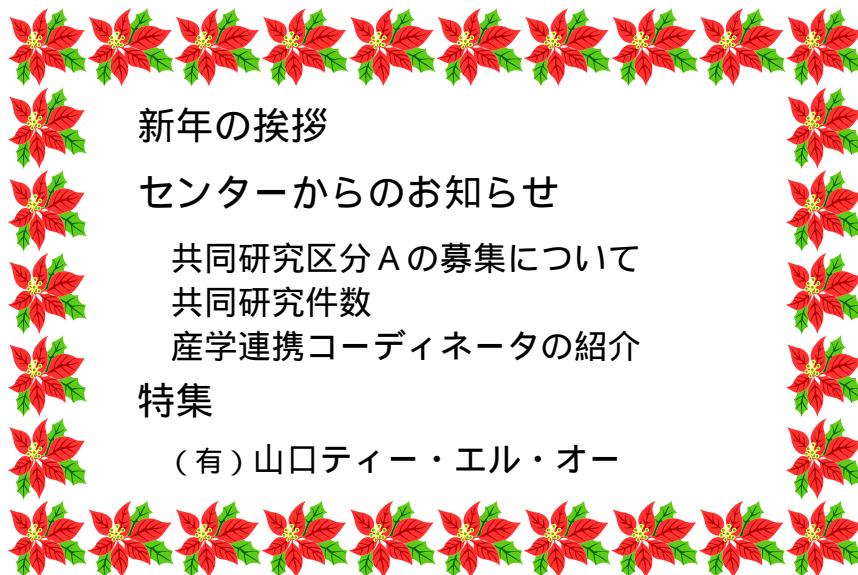 新年の挨拶
センターからのお知らせ
共同研究区分Aの募集について
共同研究件数
産学連携コーディネータの紹介
特集
(有)山口ティー・エル・オー